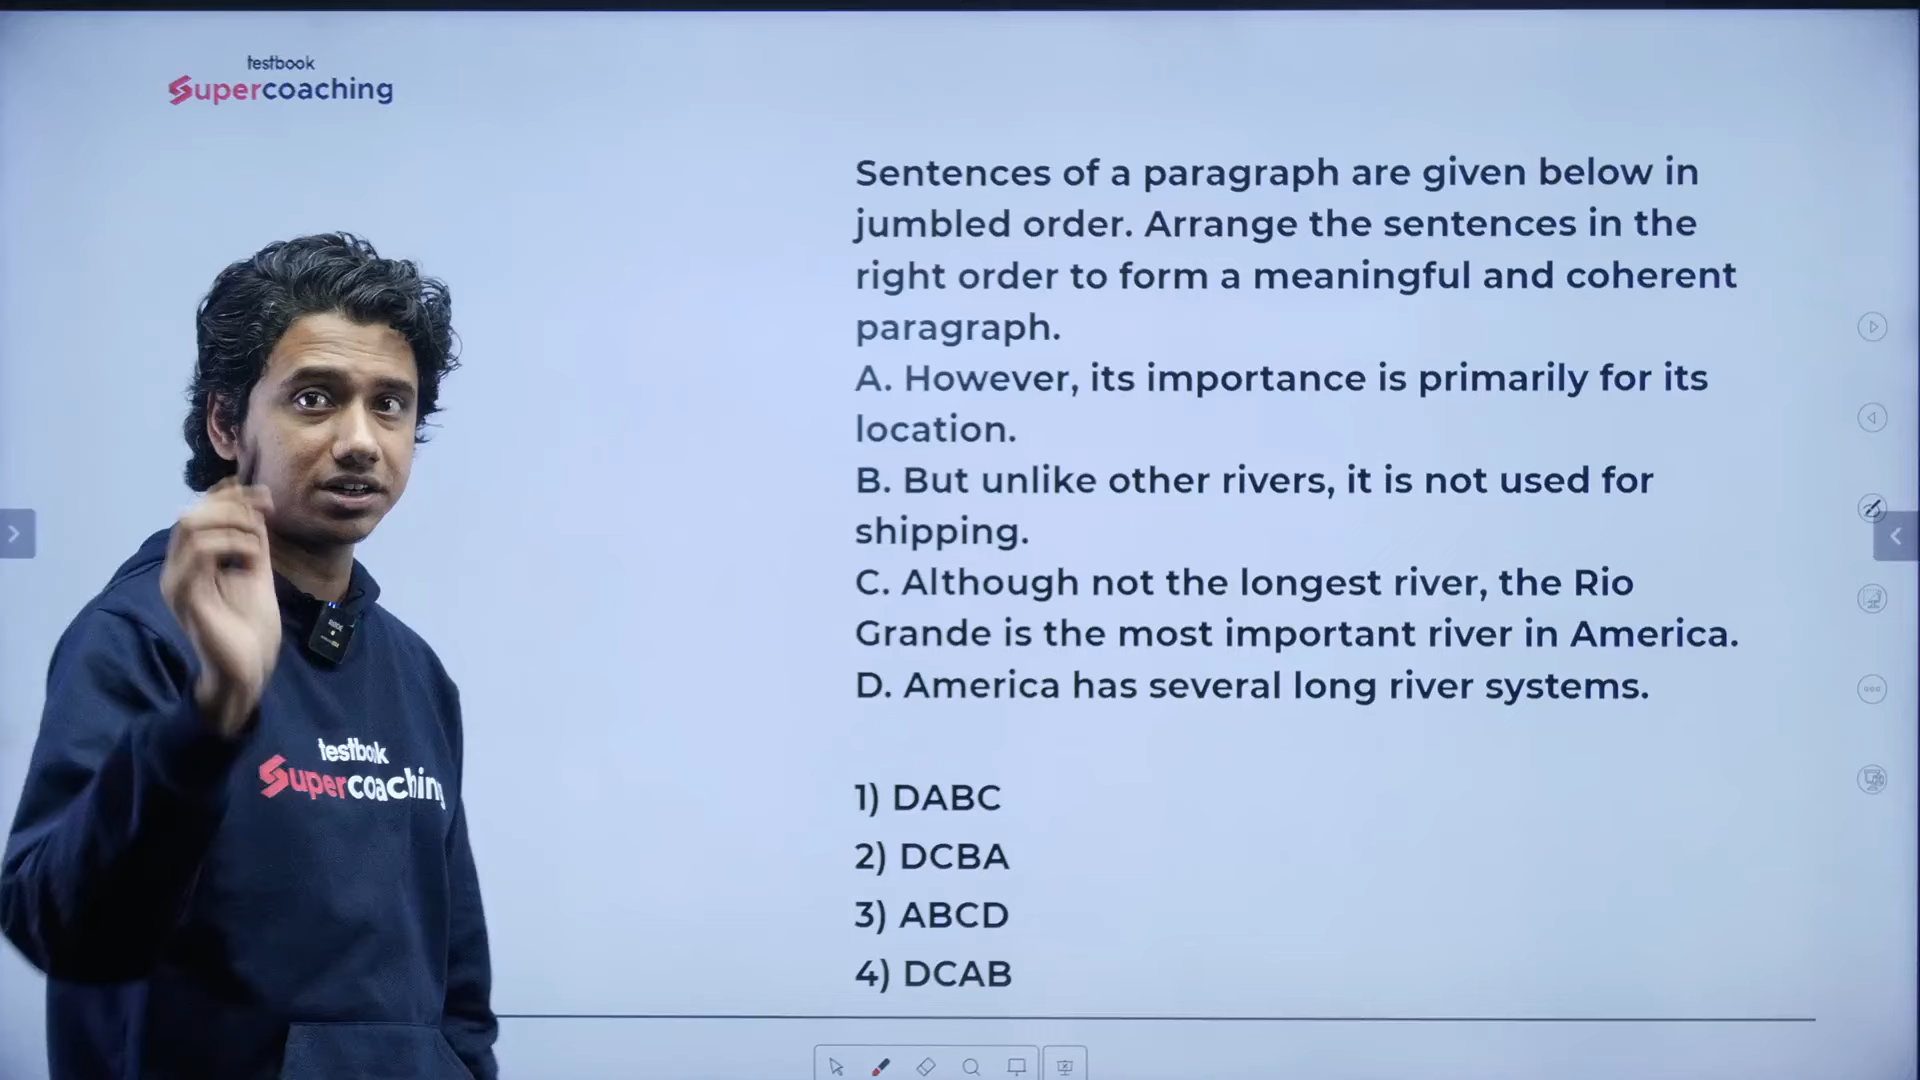 testbook
Supercoaching
Sentences of a paragraph are given below in
jumbled order. Arrange the sentences in the
right order to form a meaningful and coherent
paragraph.
A. However, its importance is primarily for its
location.
B. But unlike other rivers, it is not used for
shipping.
C. Although not the longest river, the Rio
Grande is the most important river in America.
D. America has several long river systems.
1) DABC
2) DCBA
3) ABCD
4) DCAB
testbook
Supercoaching